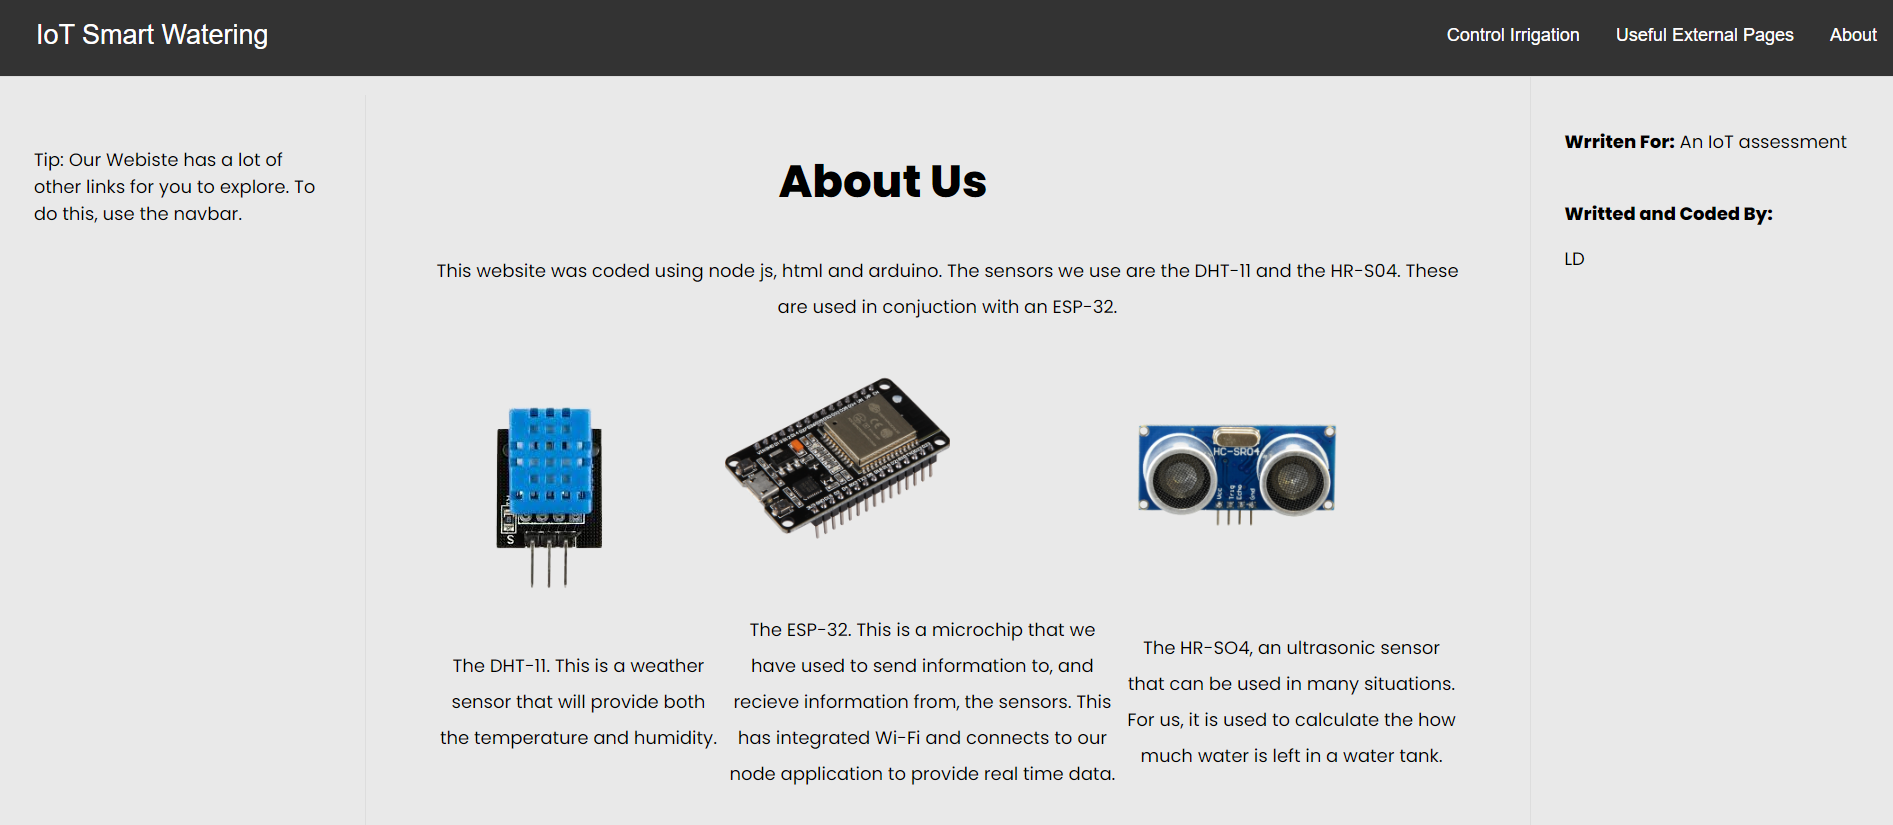 IoT Smart Watering
Control Irrigation
Useful External Pages
About
Tip: Our Webiste has a lot of
other links for you to explore. To
do this, use the navbar.
About Us
This website was coded using node js, html and arduino. The sensors we use are the DHT-11 and the HR-S04. These
are used in conjuction with an ESP-32.
S
HC-SR04
Vcc
Trig
Echo
Gnd
The DHT-11. This is a weather
sensor that will provide both
the temperature and humidity.
The ESP-32. This is a microchip that we
have used to send information to, and
recieve information from, the sensors. This
has integrated Wi-Fi and connects to our
node application to provide real time data.
The HR-SO4, an ultrasonic sensor
that can be used in many situations.
For us, it is used to calculate the how
much water is left in a water tank.
Wrriten For: An IoT assessment
Writted and Coded By:
LD